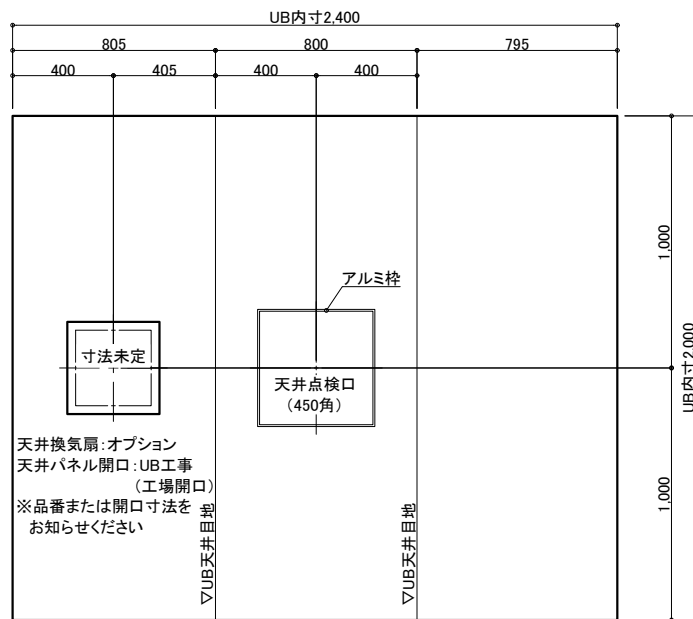 UB内寸2,400
805
800
795
400
405
400
400
1,000
アルミ枠
寸法未定
天井点検口
(450角)
UB内寸2,000
天井換気扇:オプション
天井パネル開口:UB工事
(工場開口)
※品番または開口寸法を
お知らせください
▽UB天井目地
▽UB天井目地
1,000